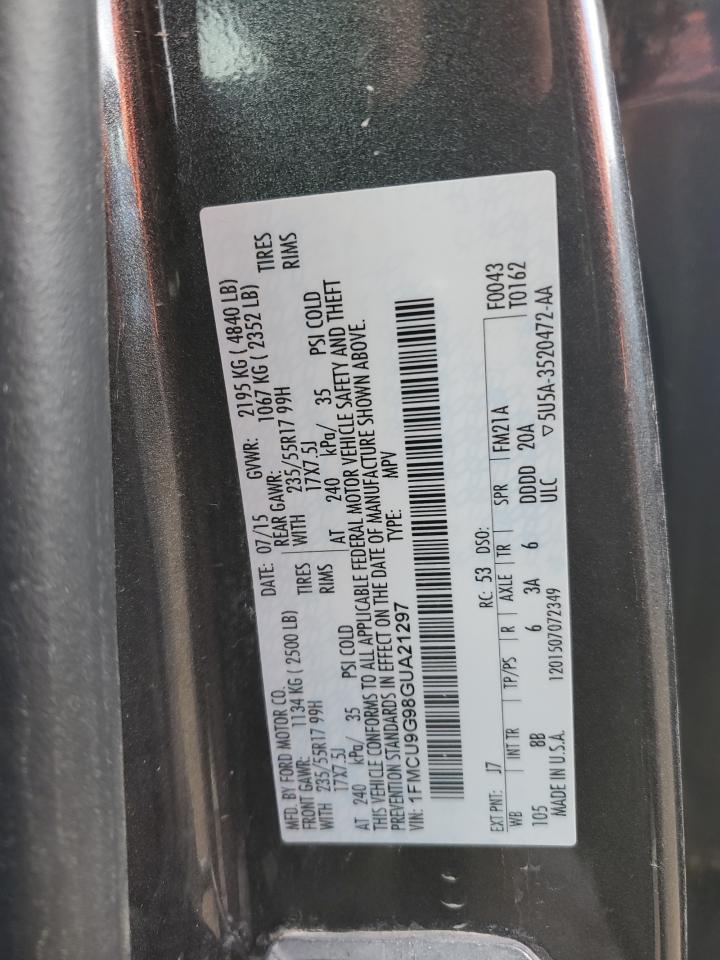 MFD. BY FORD MOTOR CO.
DATE: 07/15 GVWR: 2195 KG ( 4840 LB)
FRONT GAWR: 1134 KG ( 2500 LB)
REAR GAWR: 1067 KG ( 2352 LB)
WITH 235/55R17 99H TIRES
WITH 235/55R17 99H TIRES
17X7.5J RIMS
17X7.5J RIMS
AT 240 kPa/ 35 PSI COLD
AT 240 kPa/ 35 PSI COLD
THIS VEHICLE CONFORMS TO ALL APPLICABLE FEDERAL MOTOR VEHICLE SAFETY AND THEFT
PREVENTION STANDARDS IN EFFECT ON THE DATE OF MANUFACTURE SHOWN ABOVE.
VIN: 1FMCU9G98GUA21297 TYPE: MPV
EXT PNT: J7 RC: 53 DSO: F0043
WB INT TR TP/PS R AXLE TR SPR FM21A T0162
105 8B 6 3A 6 DDDD 20A
MADE IN U.S.A. 1201507072349 ULC ▽5U5A-3520472-AA